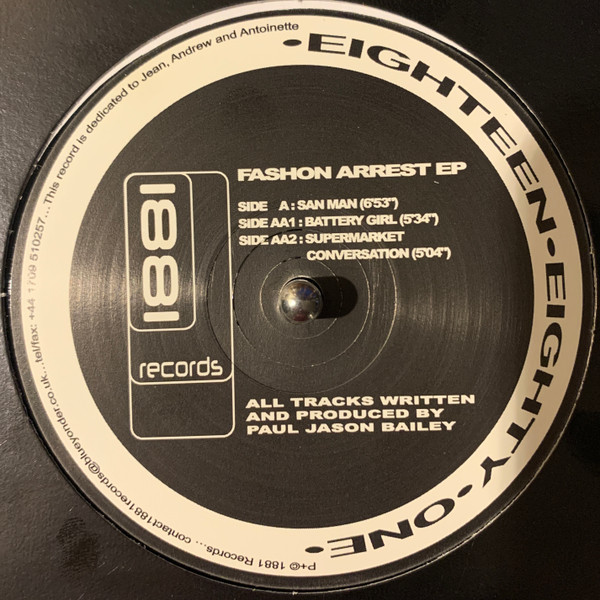 •EIGHTEEN•EIGHTY•ONE•
P+© 1881 Records... contact1881records@blueyonder.co.uk...tel/fax: +44 1709 510257... This record is dedicated to Jean, Andrew and Antoinette
1881
records
FASHON ARREST EP
SIDE A : SAN MAN (6'53")
SIDE AA1 : BATTERY GIRL (5'34")
SIDE AA2 : SUPERMARKET
CONVERSATION (5'04")
ALL TRACKS WRITTEN
AND PRODUCED BY
PAUL JASON BAILEY